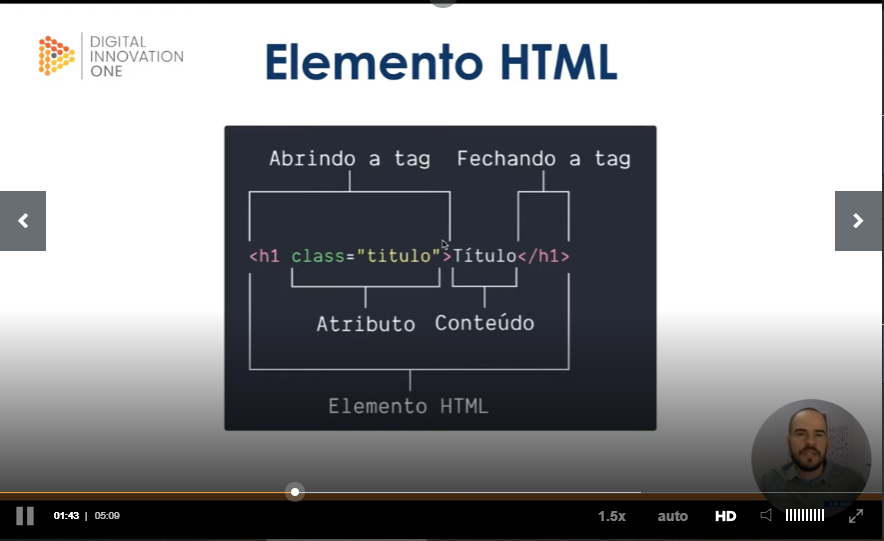 DIGITAL
INNOVATION
ONE
Elemento HTML
Abrindo a tag Fechando a tag
<h1 class="titulo">Título</h1>
Atributo Conteúdo
Elemento HTML
01:43 | 05:09 1.5x auto HD